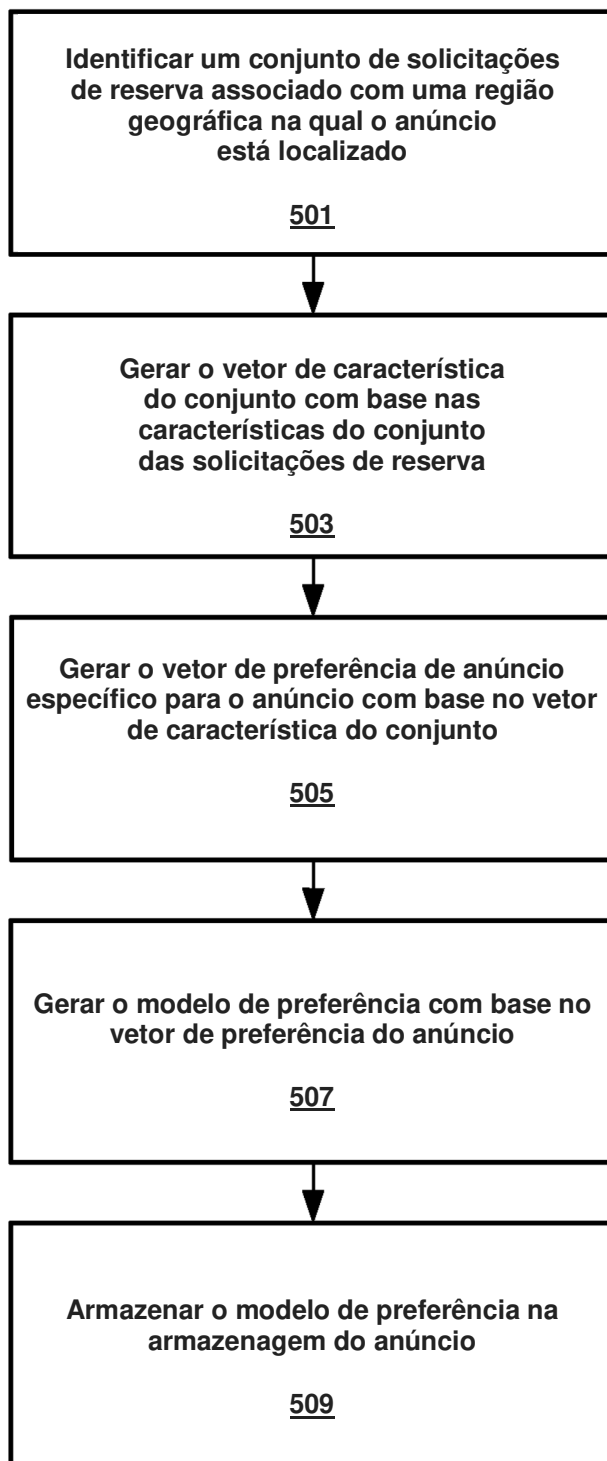 Identificar um conjunto de solicitações
de reserva associado com uma região
geográfica na qual o anúncio
está localizado
501
Gerar o vetor de característica
do conjunto com base nas
características do conjunto
das solicitações de reserva
503
Gerar o vetor de preferência de anúncio
específico para o anúncio com base no vetor
de característica do conjunto
505
Gerar o modelo de preferência com base no
vetor de preferência do anúncio
507
Armazenar o modelo de preferência na
armazenagem do anúncio
509